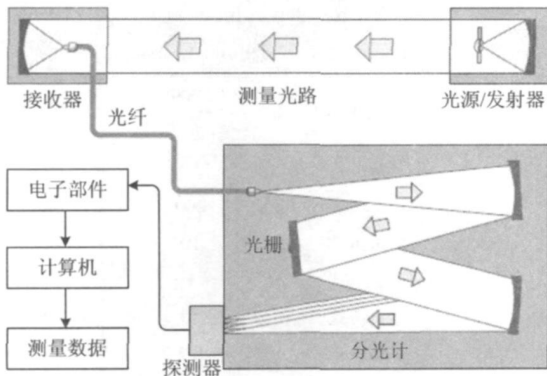 接收器
测量光路
光源/发射器
光纤
电子部件
光栅
计算机
测量数据
探测器
分光计